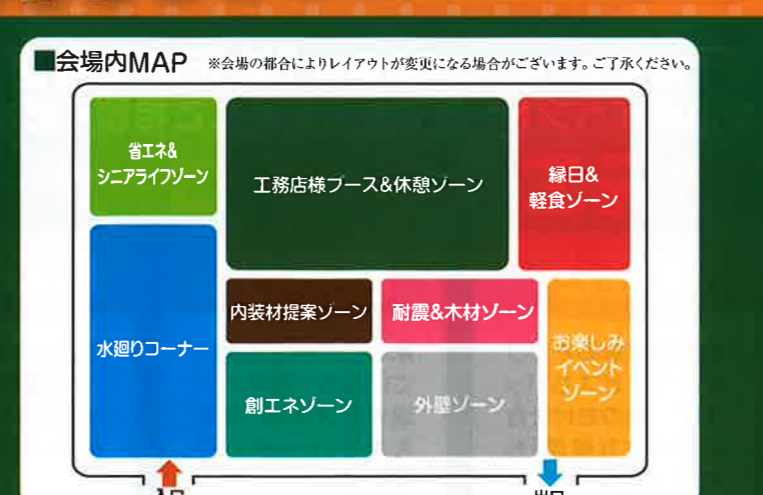 ■会場内MAP ※会場の都合によりレイアウトが変更になる場合がございます。ご了承ください。
省エネ&
シニアライフゾーン
工務店様ブース&休憩ゾーン
縁日&
軽食ゾーン
水廻りコーナー
内装材提案ゾーン
耐震&木材ゾーン
お楽しみ
イベント
ゾーン
創エネゾーン
外壁ゾーン